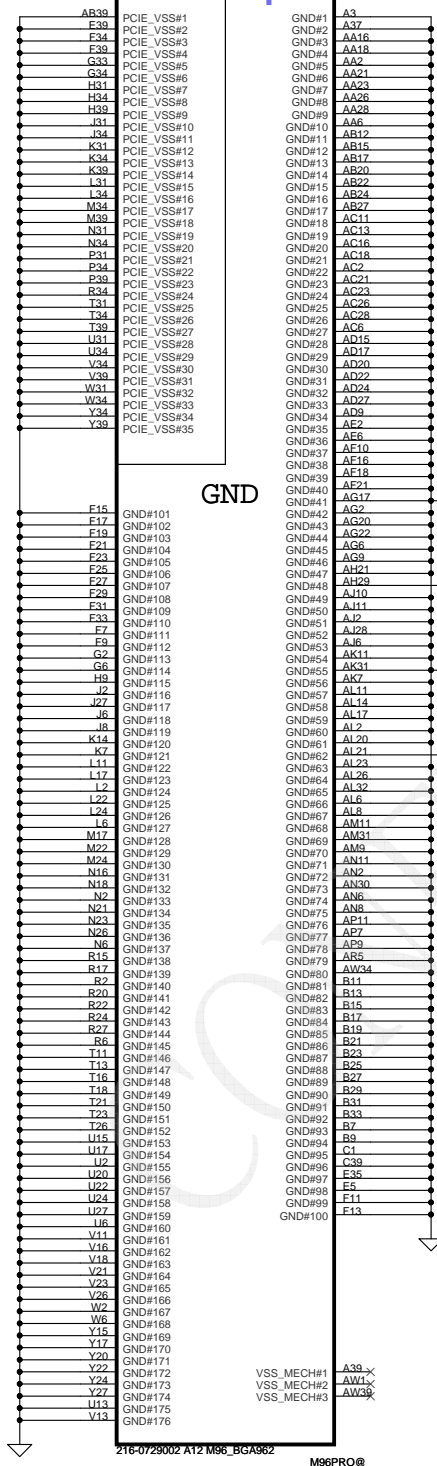 AB39 PCIE_VSS#1
E39 PCIE_VSS#2
F34 PCIE_VSS#3
F39 PCIE_VSS#4
G33 PCIE_VSS#5
G34 PCIE_VSS#6
H31 PCIE_VSS#7
H34 PCIE_VSS#8
H39 PCIE_VSS#9
J31 PCIE_VSS#10
J34 PCIE_VSS#11
K31 PCIE_VSS#12
K34 PCIE_VSS#13
K39 PCIE_VSS#14
L31 PCIE_VSS#15
L34 PCIE_VSS#16
M34 PCIE_VSS#17
M39 PCIE_VSS#18
N31 PCIE_VSS#19
N34 PCIE_VSS#20
P31 PCIE_VSS#21
P34 PCIE_VSS#22
P39 PCIE_VSS#23
R34 PCIE_VSS#24
T31 PCIE_VSS#25
T34 PCIE_VSS#26
T39 PCIE_VSS#27
U31 PCIE_VSS#28
U34 PCIE_VSS#29
V34 PCIE_VSS#30
V39 PCIE_VSS#31
W31 PCIE_VSS#32
W34 PCIE_VSS#33
Y34 PCIE_VSS#34
Y39 PCIE_VSS#35
GND
F15 GND#101
F17 GND#102
F19 GND#103
F21 GND#104
F23 GND#105
F25 GND#106
F27 GND#107
F29 GND#108
F31 GND#109
F33 GND#110
F7 GND#111
F9 GND#112
G2 GND#113
G6 GND#114
H9 GND#115
J2 GND#116
J27 GND#117
J6 GND#118
J8 GND#119
K14 GND#120
K7 GND#121
L11 GND#122
L17 GND#123
L2 GND#124
L22 GND#125
L24 GND#126
L6 GND#127
M17 GND#128
M22 GND#129
M24 GND#130
N16 GND#131
N18 GND#132
N2 GND#133
N21 GND#134
N23 GND#135
N26 GND#136
N6 GND#137
R15 GND#138
R17 GND#139
R2 GND#140
R20 GND#141
R22 GND#142
R24 GND#143
R27 GND#144
R6 GND#145
T11 GND#146
T13 GND#147
T16 GND#148
T18 GND#149
T21 GND#150
T23 GND#151
T26 GND#152
U15 GND#153
U17 GND#154
U2 GND#155
U20 GND#156
U22 GND#157
U24 GND#158
U27 GND#159
U6 GND#160
V11 GND#161
V16 GND#162
V18 GND#163
V21 GND#164
V23 GND#165
V26 GND#166
W2 GND#167
W6 GND#168
Y15 GND#169
Y17 GND#170
Y20 GND#171
Y22 GND#172
Y24 GND#173
Y27 GND#174
U13 GND#175
V13 GND#176
GND#1 A3
GND#2 A37
GND#3 AA16
GND#4 AA18
GND#5 AA2
GND#6 AA21
GND#7 AA23
GND#8 AA26
GND#9 AA28
GND#10 AA6
GND#11 AB12
GND#12 AB15
GND#13 AB17
GND#14 AB20
GND#15 AB22
GND#16 AB24
GND#17 AB27
GND#18 AC11
GND#19 AC13
GND#20 AC16
GND#21 AC18
GND#22 AC2
GND#23 AC21
GND#24 AC23
GND#25 AC26
GND#26 AC28
GND#27 AC6
GND#28 AD15
GND#29 AD17
GND#30 AD20
GND#31 AD22
GND#32 AD24
GND#33 AD27
GND#34 AD9
GND#35 AE2
GND#36 AE6
GND#37 AF10
GND#38 AF16
GND#39 AF18
GND#40 AF21
GND#41 AG17
GND#42 AG2
GND#43 AG20
GND#44 AG22
GND#45 AG6
GND#46 AG9
GND#47 AH21
GND#48 AH29
GND#49 AJ10
GND#50 AJ11
GND#51 AJ2
GND#52 AJ28
GND#53 AJ6
GND#54 AK11
GND#55 AK31
GND#56 AK7
GND#57 AL11
GND#58 AL14
GND#59 AL17
GND#60 AL2
GND#61 AL20
GND#62 AL21
GND#63 AL23
GND#64 AL26
GND#65 AL32
GND#66 AL6
GND#67 AL8
GND#68 AM11
GND#69 AM31
GND#70 AM9
GND#71 AN11
GND#72 AN2
GND#73 AN30
GND#74 AN6
GND#75 AN8
GND#76 AP11
GND#77 AP7
GND#78 AP9
GND#79 AR5
GND#80 AW34
GND#81 B11
GND#82 B13
GND#83 B15
GND#84 B17
GND#85 B19
GND#86 B21
GND#87 B23
GND#88 B25
GND#89 B27
GND#90 B29
GND#91 B31
GND#92 B33
GND#93 B7
GND#94 B9
GND#95 C1
GND#96 C39
GND#97 E35
GND#98 E5
GND#99 F11
GND#100 F13
VSS_MECH#1 A39
VSS_MECH#2 AW1
VSS_MECH#3 AW39
216-0729002 A12 M96_BGA962
M96PRO@